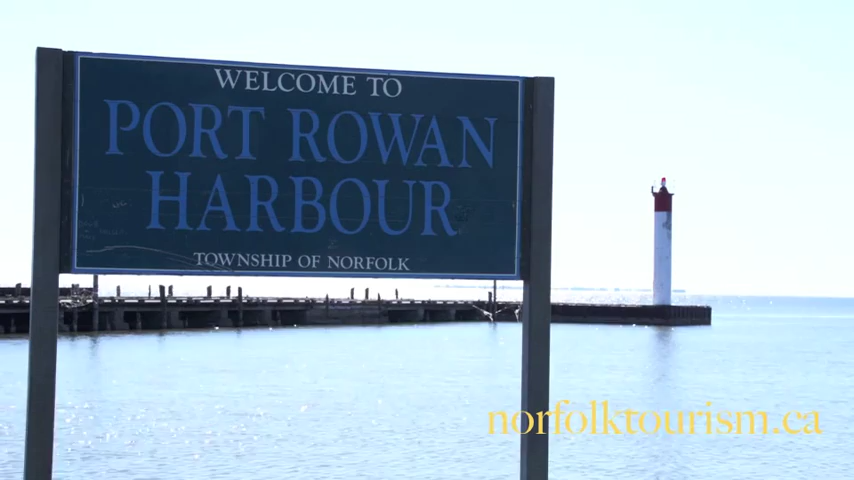 WELCOME TO
PORT ROWAN
HARBOUR
TOWNSHIP OF NORFOLK
norfolktourism.ca